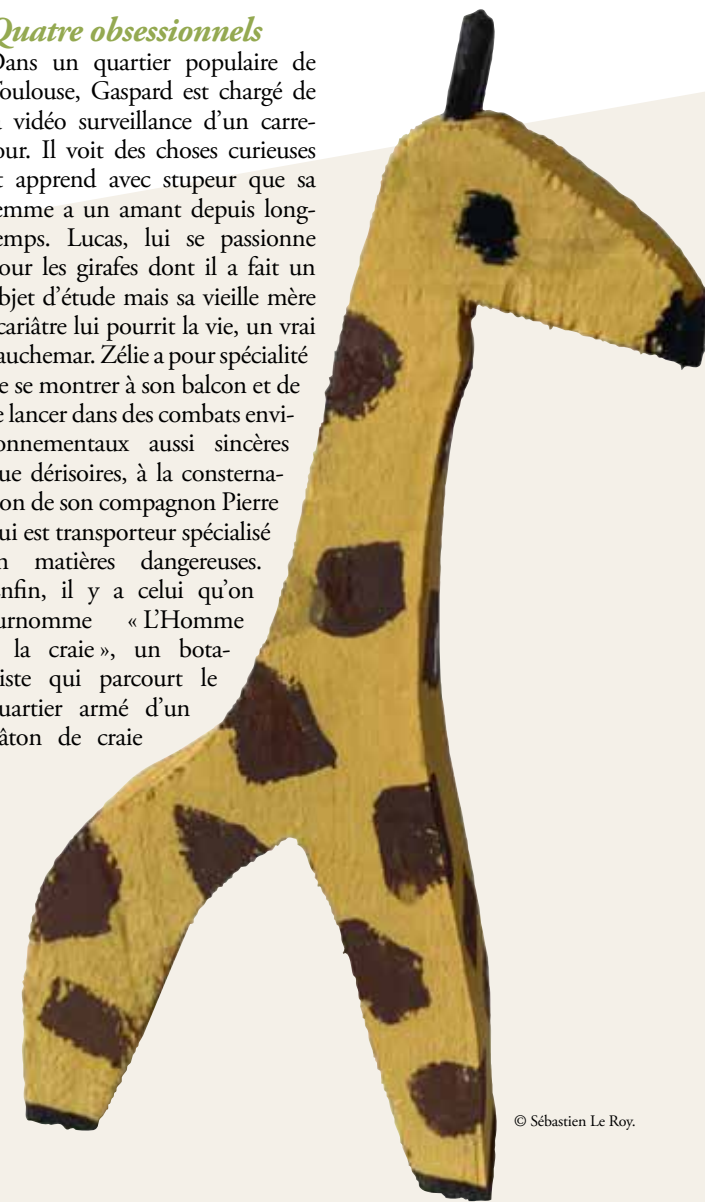 Quatre obsessionnels
Dans un quartier populaire de
oulouse, Gaspard est chargé de
a vidéo surveillance d’un carre-
our. Il voit des choses curieuses
t apprend avec stupeur que sa
emme a un amant depuis long-
emps. Lucas, lui se passionne
our les girafes dont il a fait un
bjet d’étude mais sa vieille mère
cariâtre lui pourrit la vie, un vrai
auchemar. Zélie a pour spécialité
e se montrer à son balcon et de
e lancer dans des combats envi-
onnementaux aussi sincères
ue dérisoires, à la consterna-
on de son compagnon Pierre
ui est transporteur spécialisé
n matières dangereuses.
nfin, il y a celui qu’on
urnomme « L’Homme
la craie », un bota-
iste qui parcourt le
uartier armé d’un
âton de craie
© Sébastien Le Roy.